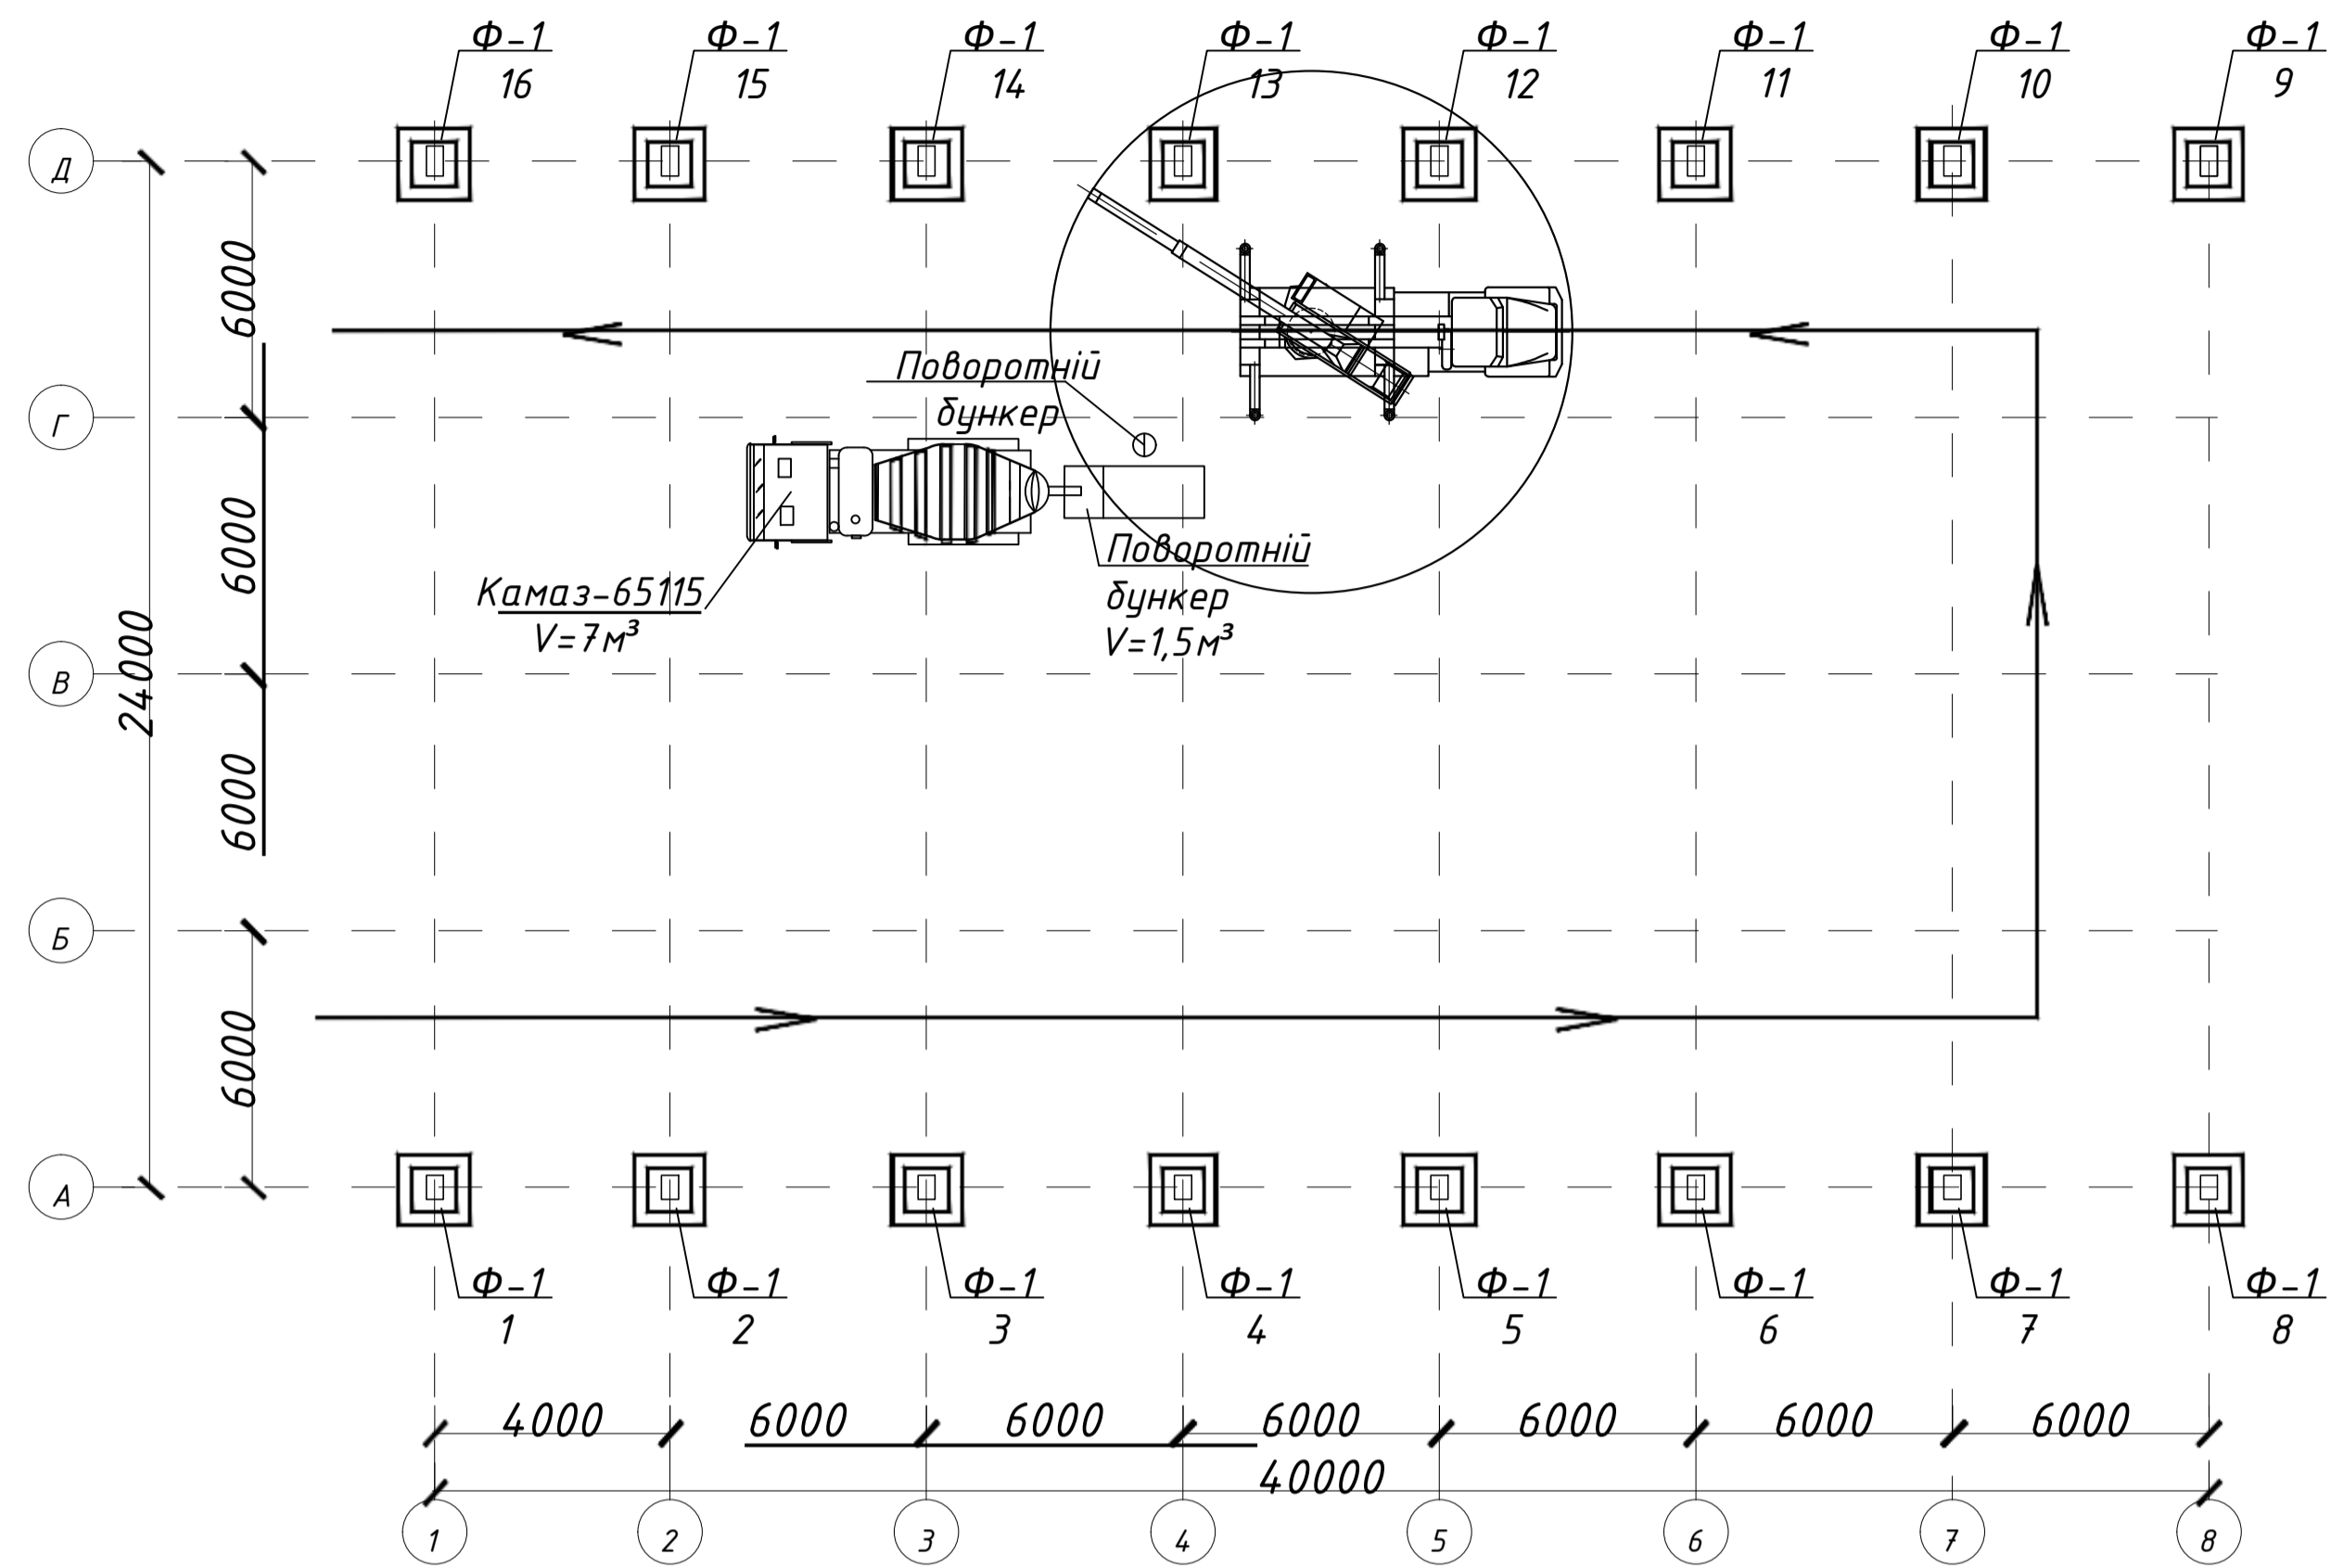 Ф-1 Ф-1 Ф-1 Ф-1 Ф-1 Ф-1 Ф-1 Ф-1
16 15 14 13 12 11 10 9
Д
6000
Поворотній
бункер
Г
Поворотній
бункер
V=1,5м³
Камаз-65115
V=7м³
6000
24000
В
6000
Б
6000
А
Ф-1 Ф-1 Ф-1 Ф-1 Ф-1 Ф-1 Ф-1 Ф-1
1 2 3 4 5 6 7 8
4000 6000 6000 6000 6000 6000 6000
40000
1 2 3 4 5 6 7 8